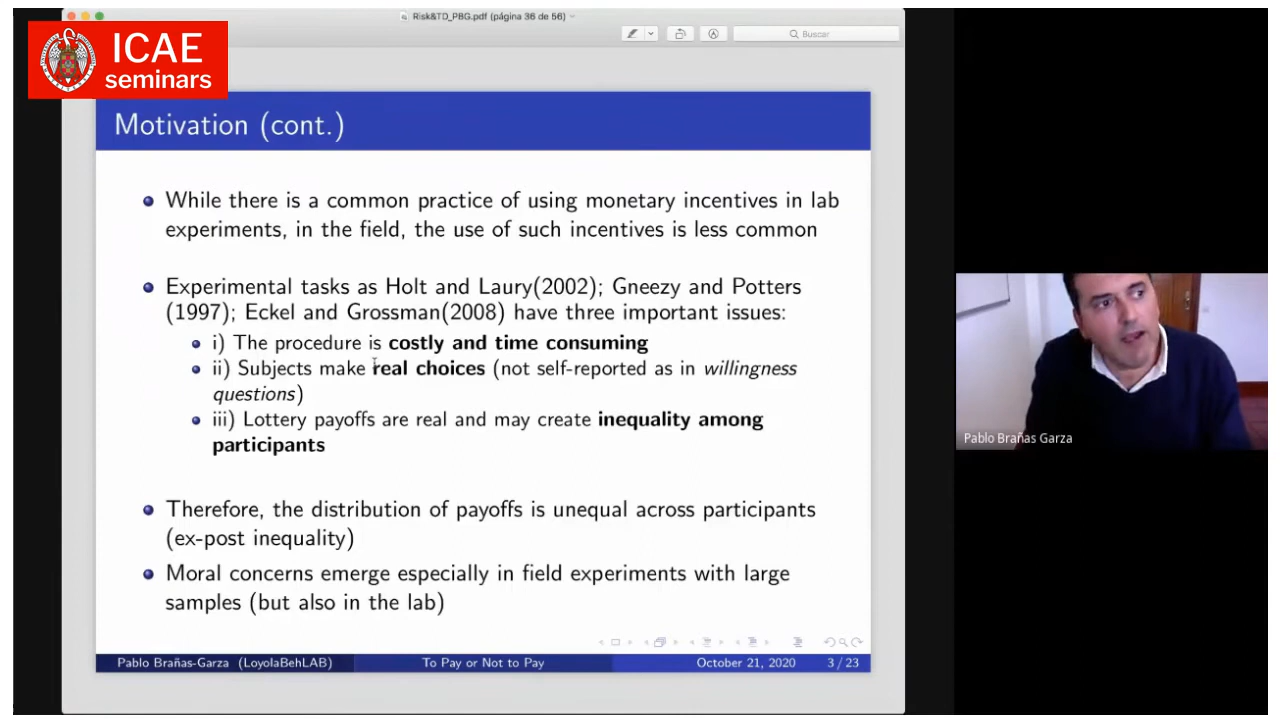 Risk&TD_PBG.pdf (página 36 de 56)
Buscar
ICAE
seminars
Motivation (cont.)
While there is a common practice of using monetary incentives in lab
experiments, in the field, the use of such incentives is less common
Experimental tasks as Holt and Laury(2002); Gneezy and Potters
(1997); Eckel and Grossman(2008) have three important issues:
i) The procedure is costly and time consuming
ii) Subjects make real choices (not self-reported as in willingness
questions)
iii) Lottery payoffs are real and may create inequality among
participants
Therefore, the distribution of payoffs is unequal across participants
(ex-post inequality)
Moral concerns emerge especially in field experiments with large
samples (but also in the lab)
Pablo Brañas-Garza (LoyolaBehLAB) To Pay or Not to Pay October 21, 2020 3 / 23
Pablo Brañas Garza